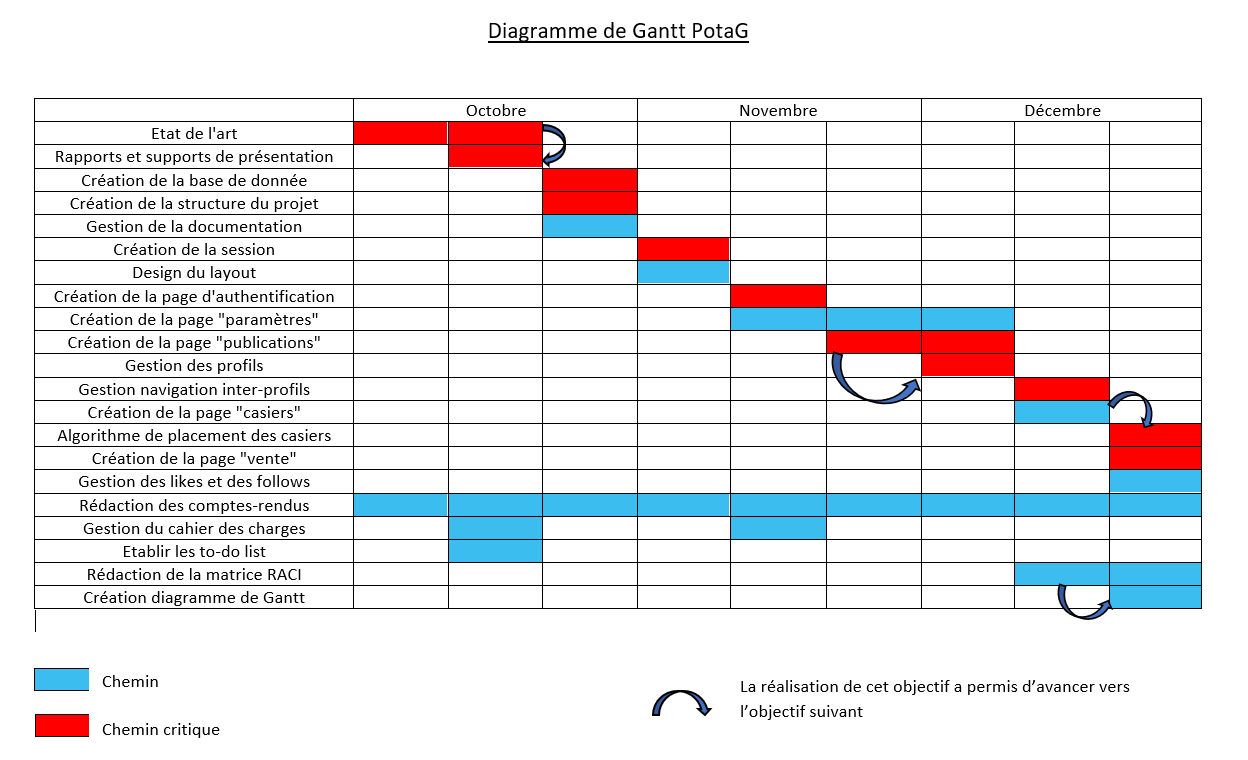 Diagramme de Gantt PotaG
Octobre Novembre Décembre
Etat de l'art
Rapports et supports de présentation
Création de la base de donnée
Création de la structure du projet
Gestion de la documentation
Création de la session
Design du layout
Création de la page d'authentification
Création de la page "paramètres"
Création de la page "publications"
Gestion des profils
Gestion navigation inter-profils
Création de la page "casiers"
Algorithme de placement des casiers
Création de la page "vente"
Gestion des likes et des follows
Rédaction des comptes-rendus
Gestion du cahier des charges
Etablir les to-do list
Rédaction de la matrice RACI
Création diagramme de Gantt
Chemin
Chemin critique
La réalisation de cet objectif a permis d’avancer vers
l’objectif suivant